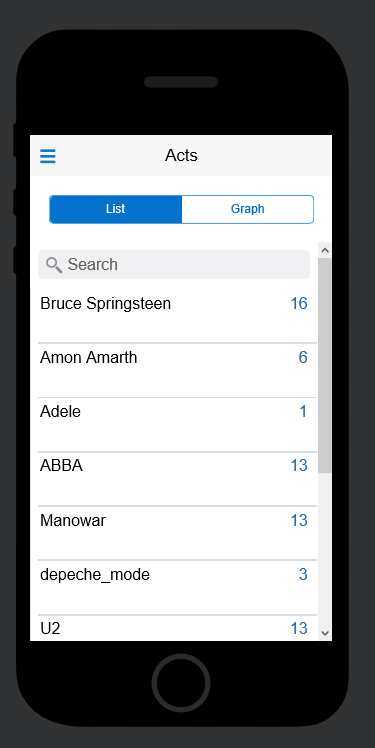 Acts
List Graph
Search
Bruce Springsteen 16
Amon Amarth 6
Adele 1
ABBA 13
Manowar 13
depeche_mode 3
U2 13